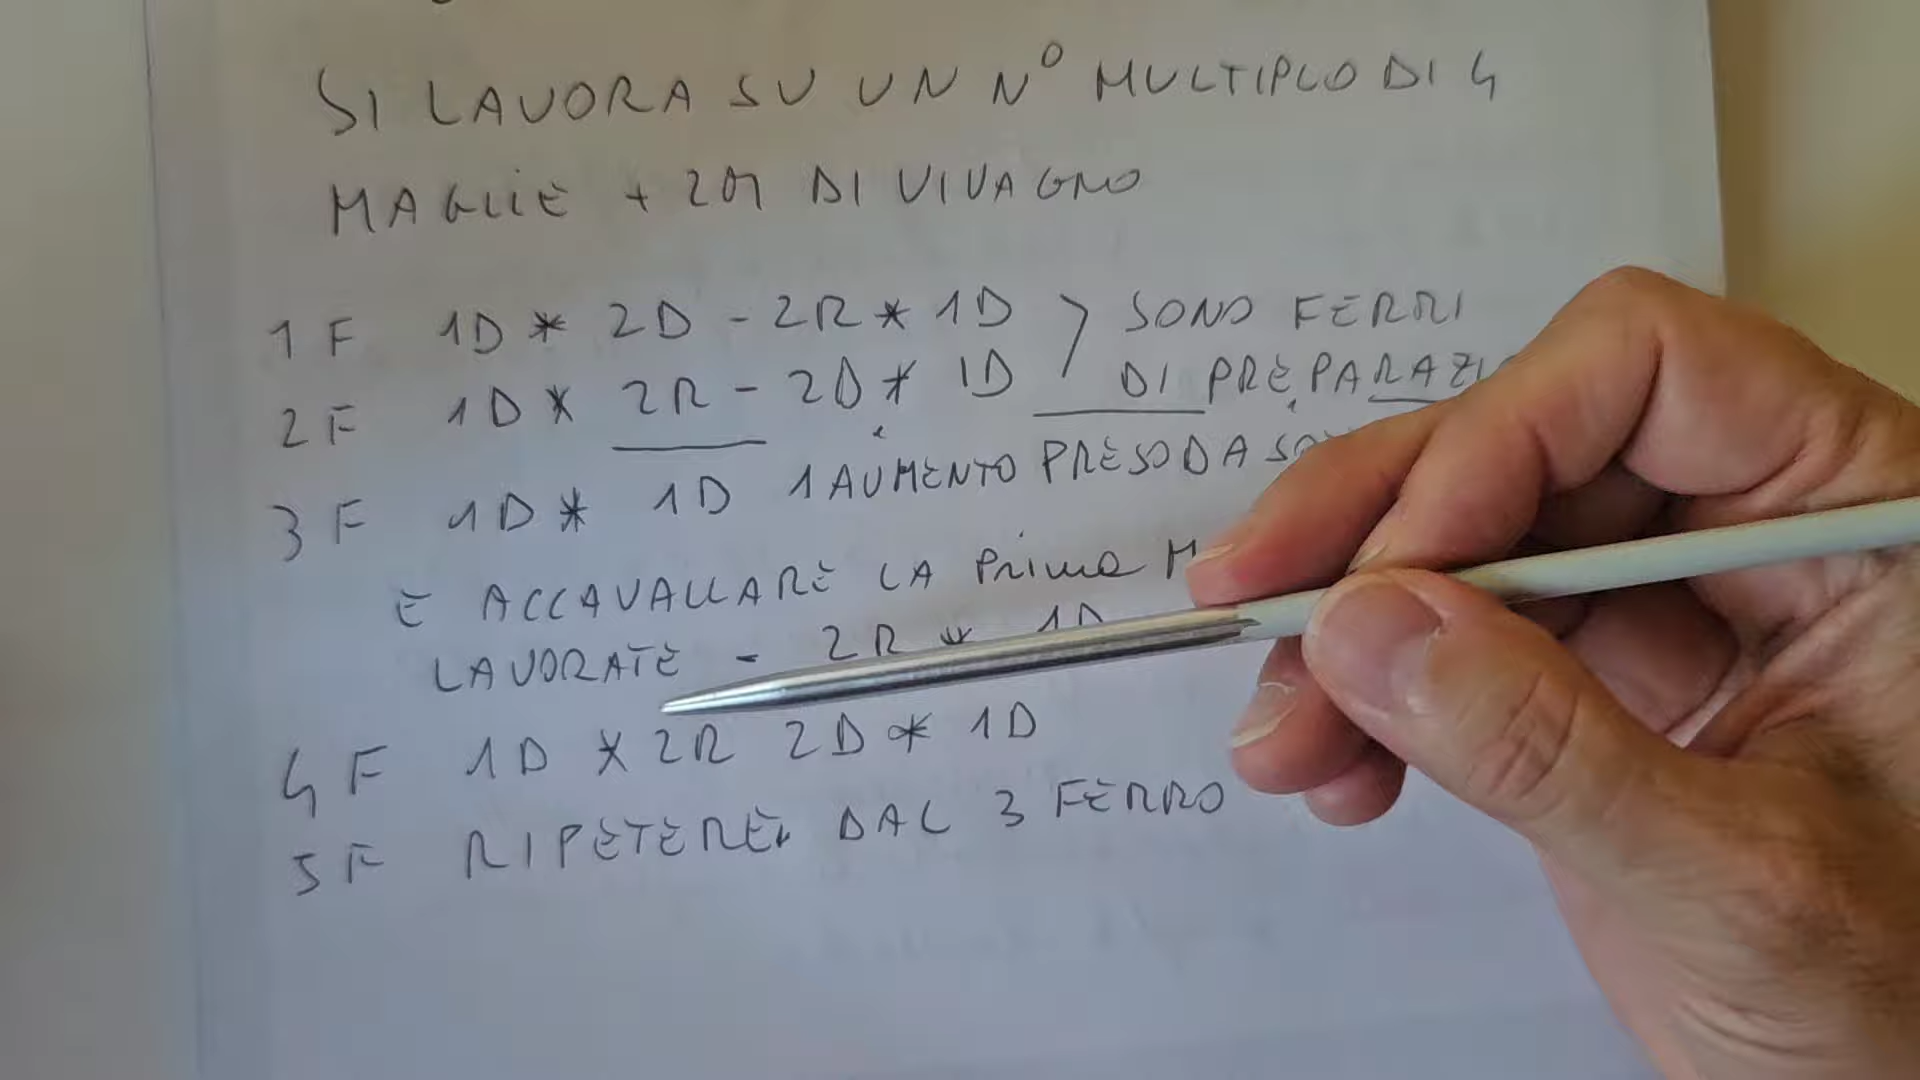 SI LAVORA SU UN N° MULTIPLO DI 4
MAGLIE + 2M DI VIVAGNO
1F 1D * 2D - 2R * 1D > SONO FERRI
2F 1D * 2R - 2D * 1D DI
3F 1D * 1D 1 AUMENTO PRESO DA
E ACCAVALLARE LA Prima
LAVORATE - 2R * 1D
4F 1D * 2R 2D * 1D
5F RIPETERE DAL 3 FERRO